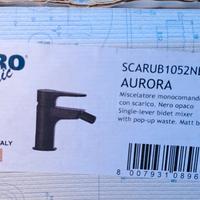 RO
SCARUB1052NE
AURORA
Miscelatore monocomando
con scarico, Nero opaco
Single-lever bidet mixer
with pop-up waste. Matt b
ALY
8 007931 0896